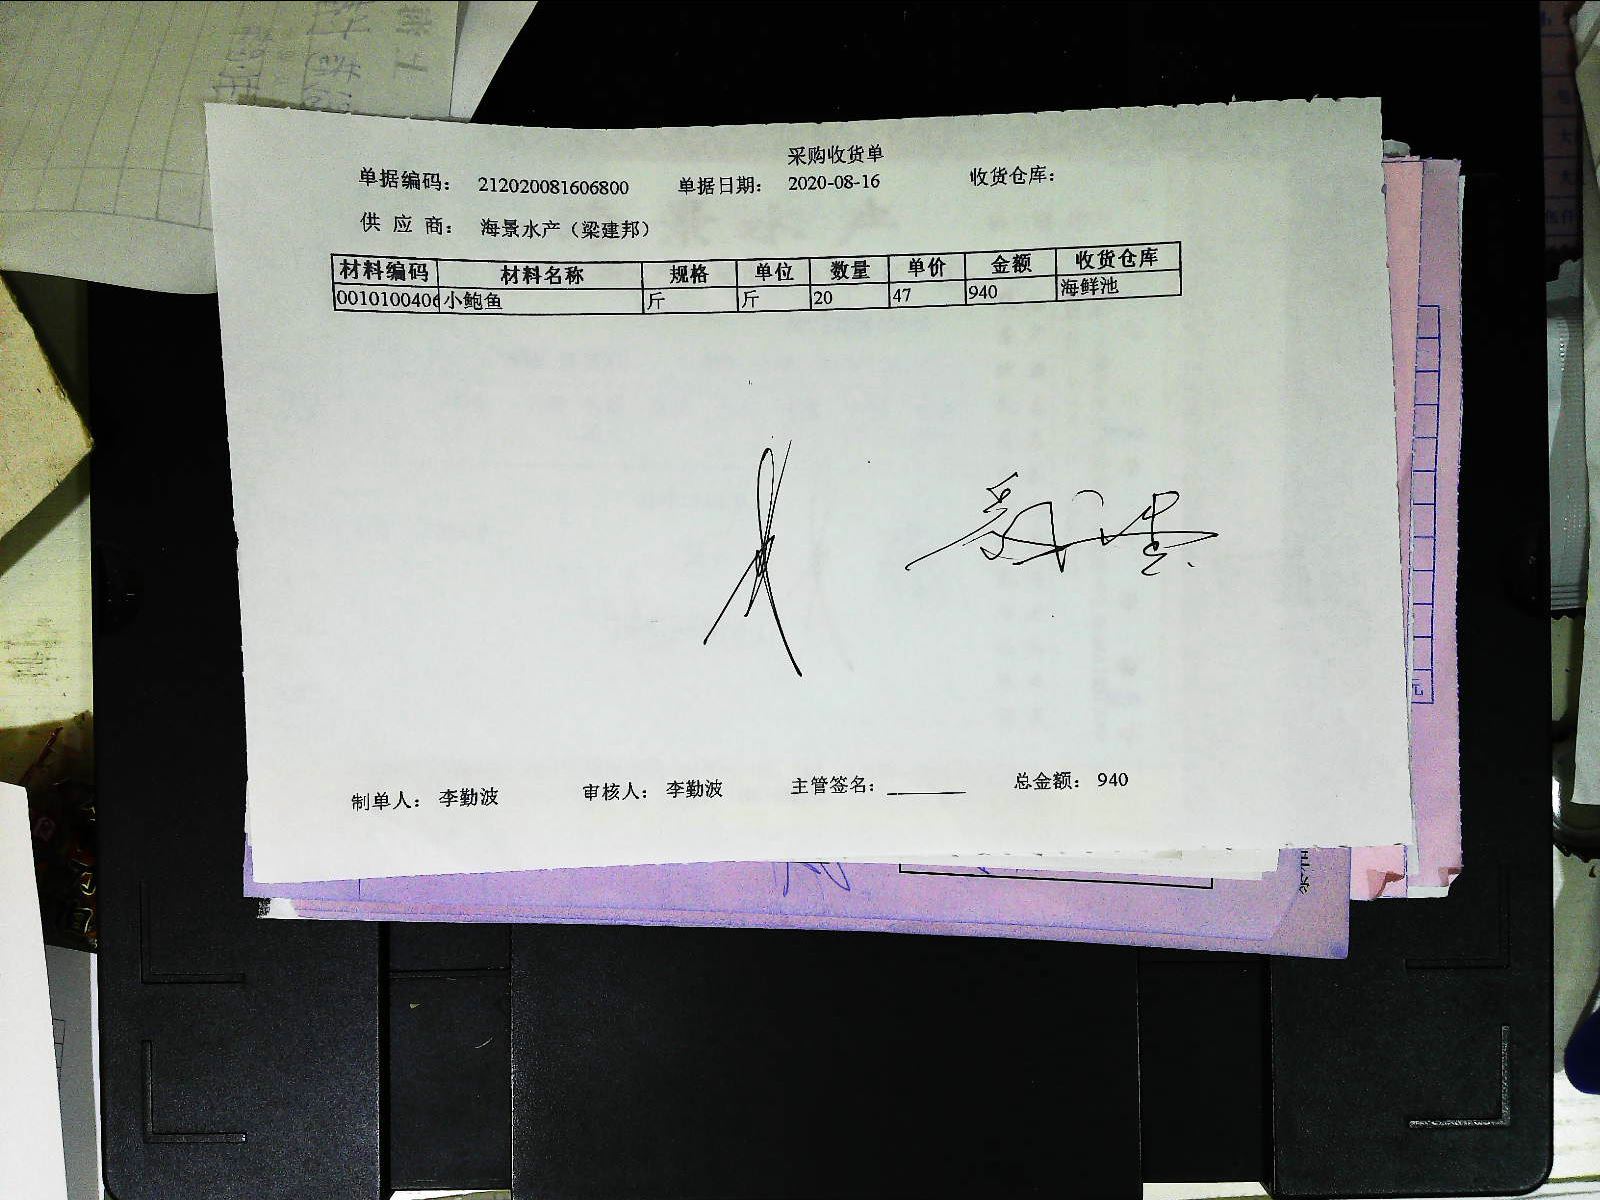 采购收货单
单据编码： 212020081606800 单据日期： 2020-08-16 收货仓库：
供 应 商： 海景水产（梁建邦）
材料编码 材料名称 规格 单位 数量 单价 金额 收货仓库
0010100406 小鲍鱼 斤 斤 20 47 940 海鲜池
制单人： 李勤波 审核人： 李勤波 主管签名：_______ 总金额： 940